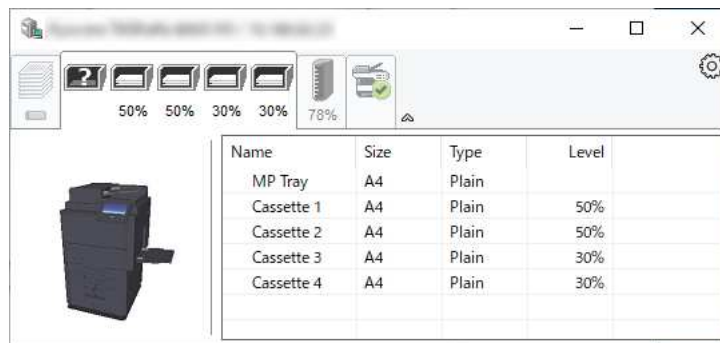 ?
50% 50% 30% 30% 78%
Name Size Type Level
MP Tray A4 Plain
Cassette 1 A4 Plain 50%
Cassette 2 A4 Plain 50%
Cassette 3 A4 Plain 30%
Cassette 4 A4 Plain 30%